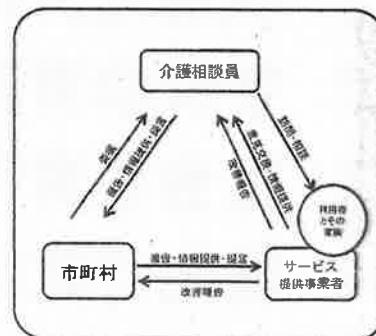 介護相談員
委嘱
報告・情報提供・提言
訪問・相談
意見交換・情報提供
改善報告
利用者
とその
家族
市町村
報告・情報提供・提言
改善報告
サービス
提供事業者